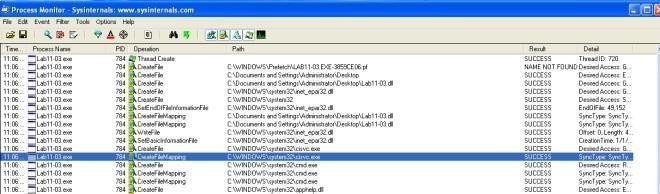 Process Monitor - Sysinternals: www.sysinternals.com
File Edit Event Filter Tools Options Help
Time... Process Name PID Operation Path Result Detail
11:06:... Lab11-03.exe 784 Thread Create SUCCESS Thread ID: 720
11:06:... Lab11-03.exe 784 CreateFile C:\WINDOWS\Prefetch\LAB11-03.EXE-3859CE06.pf NAME NOT FOUND Desired Access: G...
11:06:... Lab11-03.exe 784 CreateFile C:\Documents and Settings\Administrator\Desktop SUCCESS Desired Access: E...
11:06:... Lab11-03.exe 784 CreateFile C:\Documents and Settings\Administrator\Desktop\Lab11-03.dll SUCCESS Desired Access: G...
11:06:... Lab11-03.exe 784 CreateFile C:\WINDOWS\system32\inet_epar32.dll SUCCESS Desired Access: G...
11:06:... Lab11-03.exe 784 CreateFile C:\WINDOWS\system32 SUCCESS Desired Access: S...
11:06:... Lab11-03.exe 784 SetEndOfFileInformationFile C:\WINDOWS\system32\inet_epar32.dll SUCCESS EndOfFile: 49,152
11:06:... Lab11-03.exe 784 CreateFileMapping C:\Documents and Settings\Administrator\Desktop\Lab11-03.dll SUCCESS SyncType: SyncTy...
11:06:... Lab11-03.exe 784 CreateFileMapping C:\Documents and Settings\Administrator\Desktop\Lab11-03.dll SUCCESS SyncType: SyncTy...
11:06:... Lab11-03.exe 784 WriteFile C:\WINDOWS\system32\inet_epar32.dll SUCCESS Offset: 0, Length: 4...
11:06:... Lab11-03.exe 784 SetBasicInformationFile C:\WINDOWS\system32\inet_epar32.dll SUCCESS CreationTime: 1/1/...
11:06:... Lab11-03.exe 784 CreateFile C:\WINDOWS\system32\cisvc.exe SUCCESS Desired Access: G...
11:06:... Lab11-03.exe 784 CreateFileMapping C:\WINDOWS\system32\cisvc.exe SUCCESS SyncType: SyncTy...
11:06:... Lab11-03.exe 784 CreateFile C:\WINDOWS\system32\cmd.exe SUCCESS Desired Access: R...
11:06:... Lab11-03.exe 784 CreateFileMapping C:\WINDOWS\system32\cmd.exe SUCCESS SyncType: SyncTy...
11:06:... Lab11-03.exe 784 CreateFileMapping C:\WINDOWS\system32\cmd.exe SUCCESS SyncType: SyncTy...
11:06:... Lab11-03.exe 784 CreateFile C:\WINDOWS\system32\apphelp.dll SUCCESS Desired Access: E...